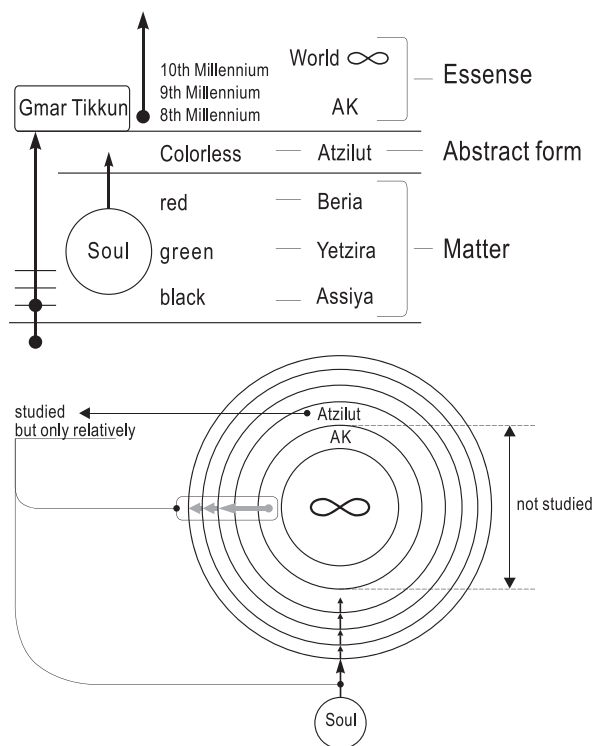 10th Millennium
9th Millennium
8th Millennium
World ∞
AK
Essense
Gmar Tikkun
Colorless
Atzilut
Abstract form
Soul
red
Beria
green
Yetzira
Matter
black
Assiya
studied
but only relatively
Atzilut
AK
∞
not studied
Soul